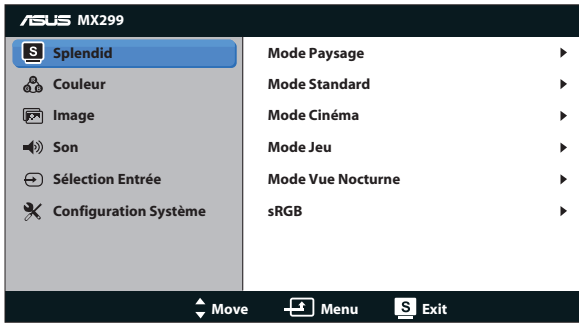 ASUS MX299
S Splendid
Couleur
Image
Son
Sélection Entrée
Configuration Système
Mode Paysage
Mode Standard
Mode Cinéma
Mode Jeu
Mode Vue Nocturne
sRGB
Move Menu S Exit